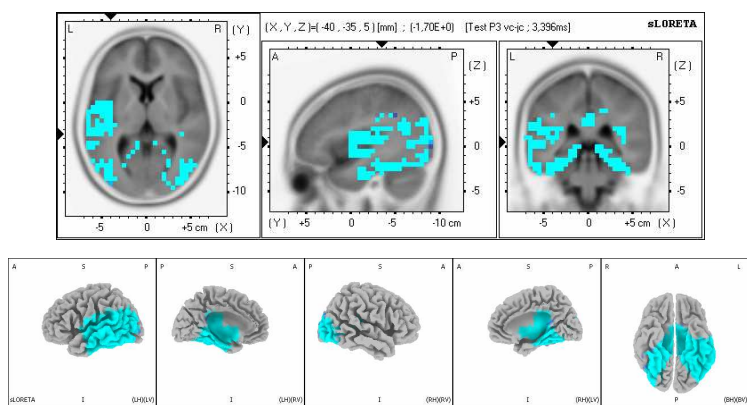 L R (Y) (X,Y,Z)=(-40,-35,5) [mm] ; (-1,70E+0) [Test P3 vc-jc ; 3,396ms] sLORETA
A P (Z) L R (Z)
+5 +5 +5
0 0 0
-5 -5 -5
-10
-5 0 +5 cm (X) (Y) +5 0 -5 -10 cm -5 0 +5 cm (X)
A S P P S A P S A A S P R A L
sLORETA I (LH)(LV) I (LH)(RV) I (RH)(RV) I (RH)(LV) P (BH)(BV)